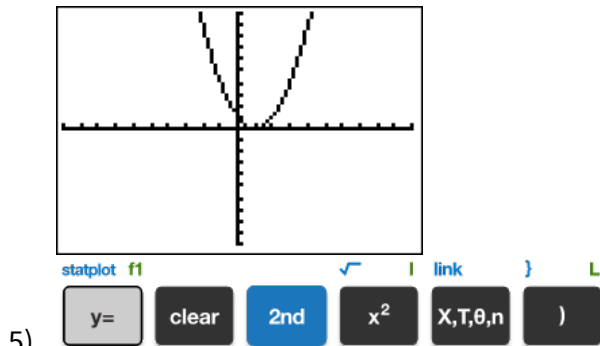 statplot f1 √ I link } L
y= clear 2nd x² X,T,θ,n )
5)